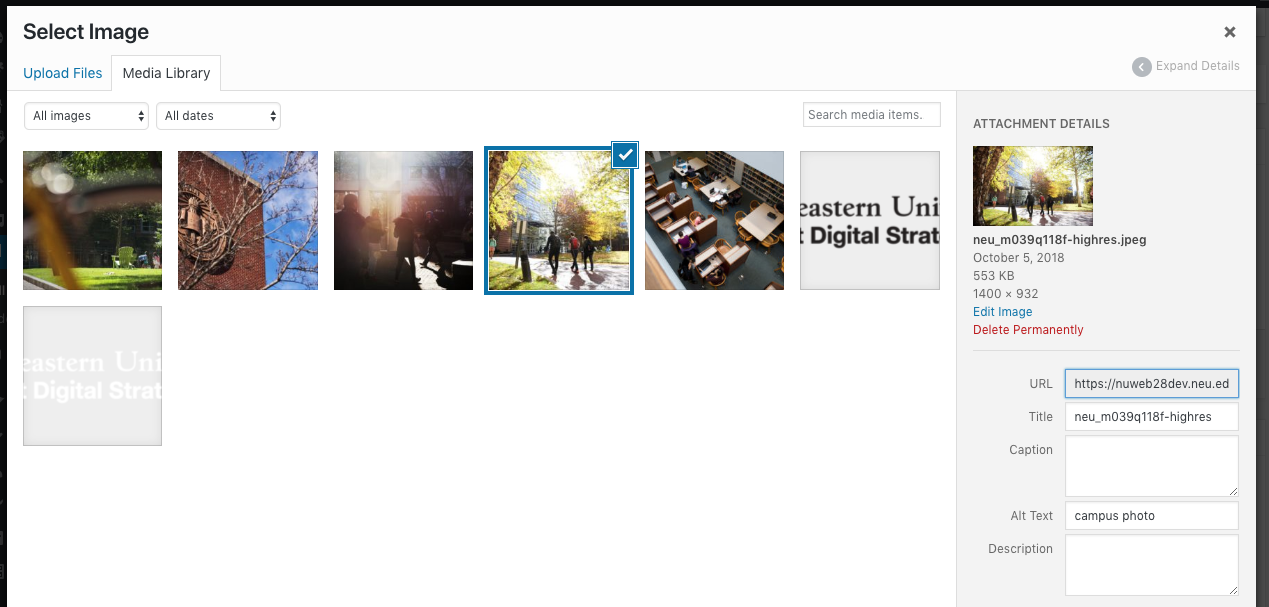 Select Image
Upload Files
Media Library
Expand Details
All images
All dates
Search media items.
eastern Uni
t Digital Strat
eastern Uni
t Digital Strat
ATTACHMENT DETAILS
neu_m039q118f-highres.jpeg
October 5, 2018
553 KB
1400 × 932
Edit Image
Delete Permanently
URL
https://nuweb28dev.neu.ed
Title
neu_m039q118f-highres
Caption
Alt Text
campus photo
Description